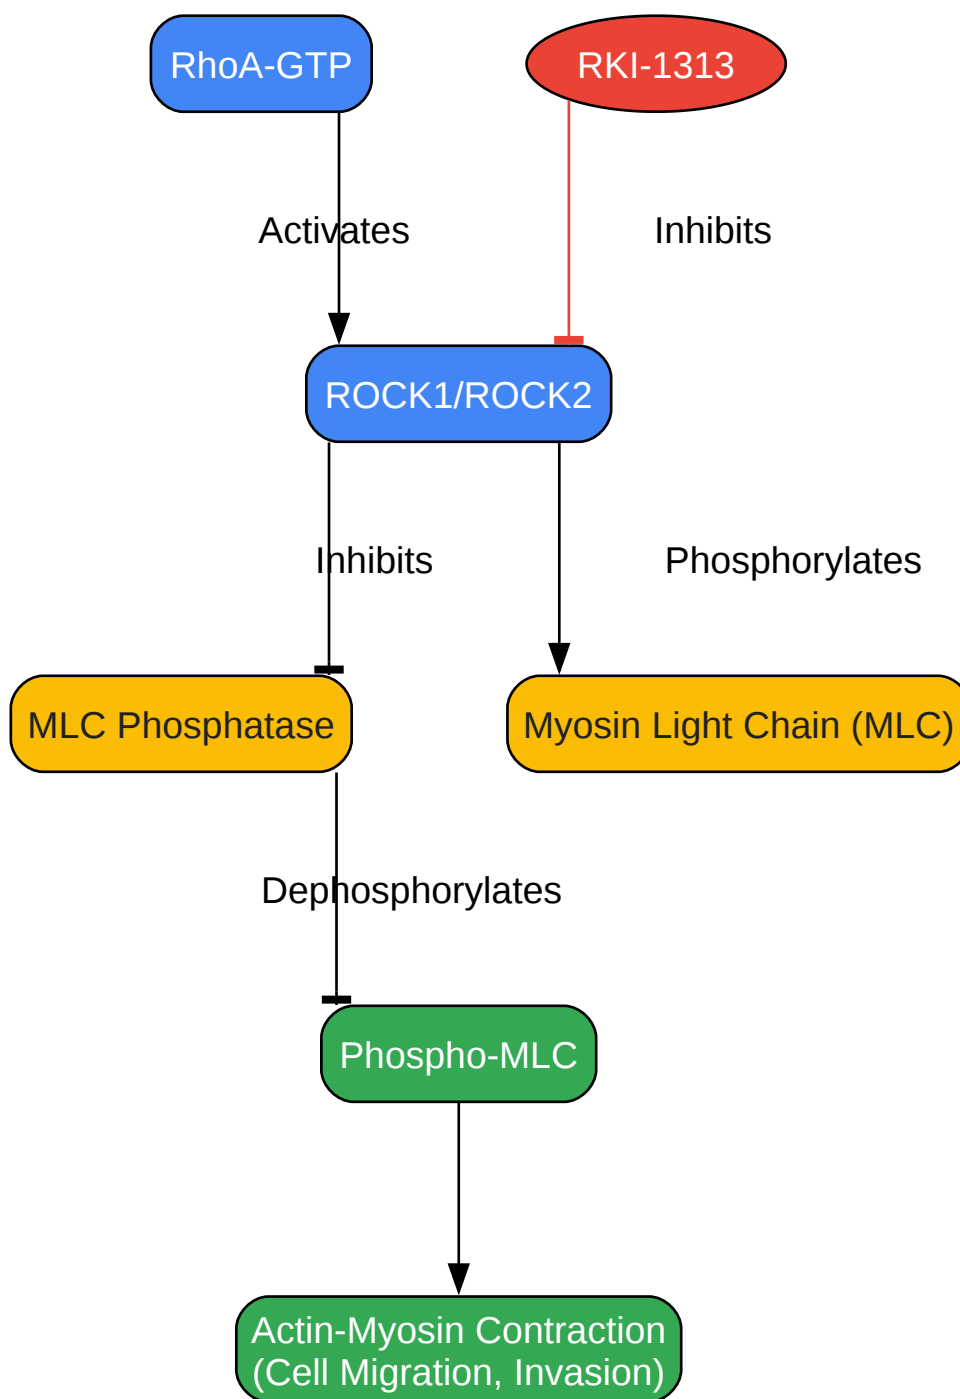 RhoA-GTP
RKI-1313
Activates
Inhibits
ROCK1/ROCK2
Inhibits
Phosphorylates
MLC Phosphatase
Myosin Light Chain (MLC)
Dephosphorylates
Phospho-MLC
Actin-Myosin Contraction
(Cell Migration, Invasion)